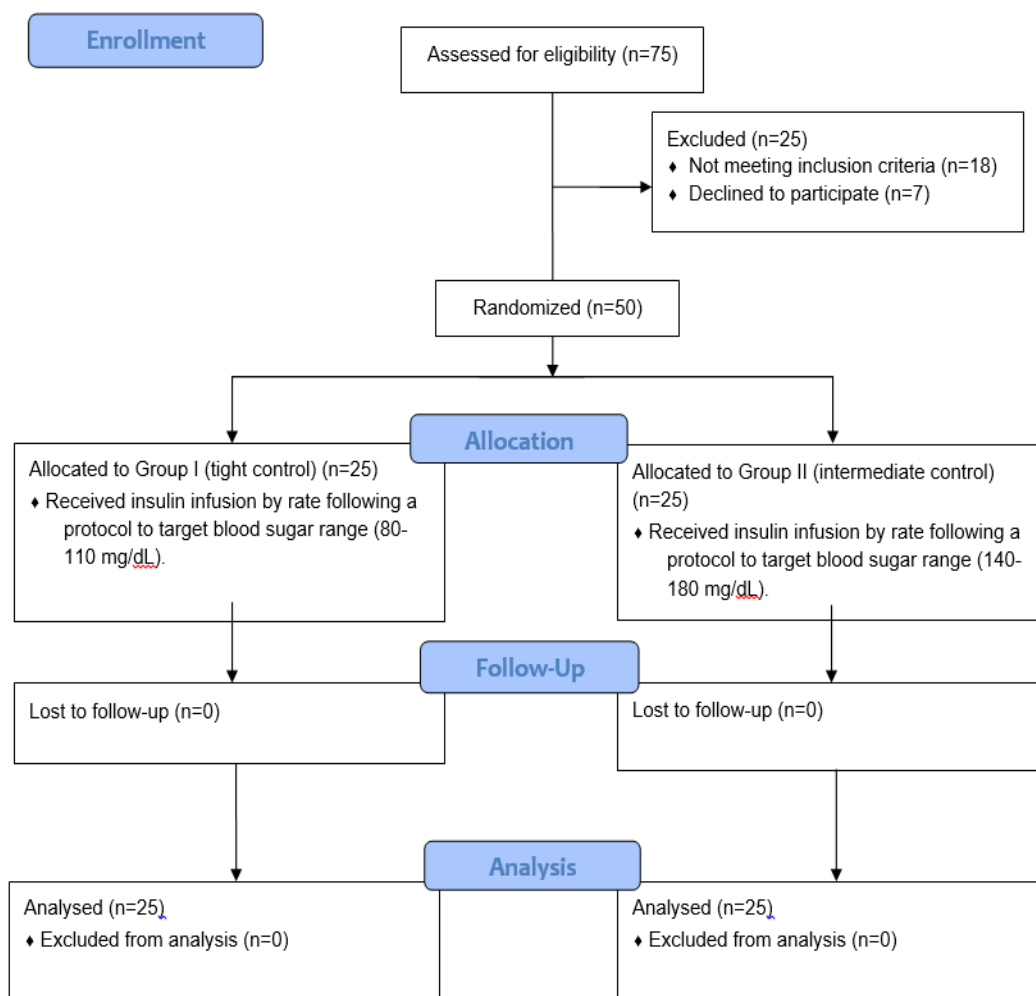 Enrollment
Assessed for eligibility (n=75)
Excluded (n=25)
♦ Not meeting inclusion criteria (n=18)
♦ Declined to participate (n=7)
Randomized (n=50)
Allocation
Allocated to Group I (tight control) (n=25)
♦ Received insulin infusion by rate following a
protocol to target blood sugar range (80-
110 mg/dL).
Allocated to Group II (intermediate control)
(n=25)
♦ Received insulin infusion by rate following a
protocol to target blood sugar range (140-
180 mg/dL).
Follow-Up
Lost to follow-up (n=0)
Lost to follow-up (n=0)
Analysis
Analysed (n=25)
♦ Excluded from analysis (n=0)
Analysed (n=25)
♦ Excluded from analysis (n=0)